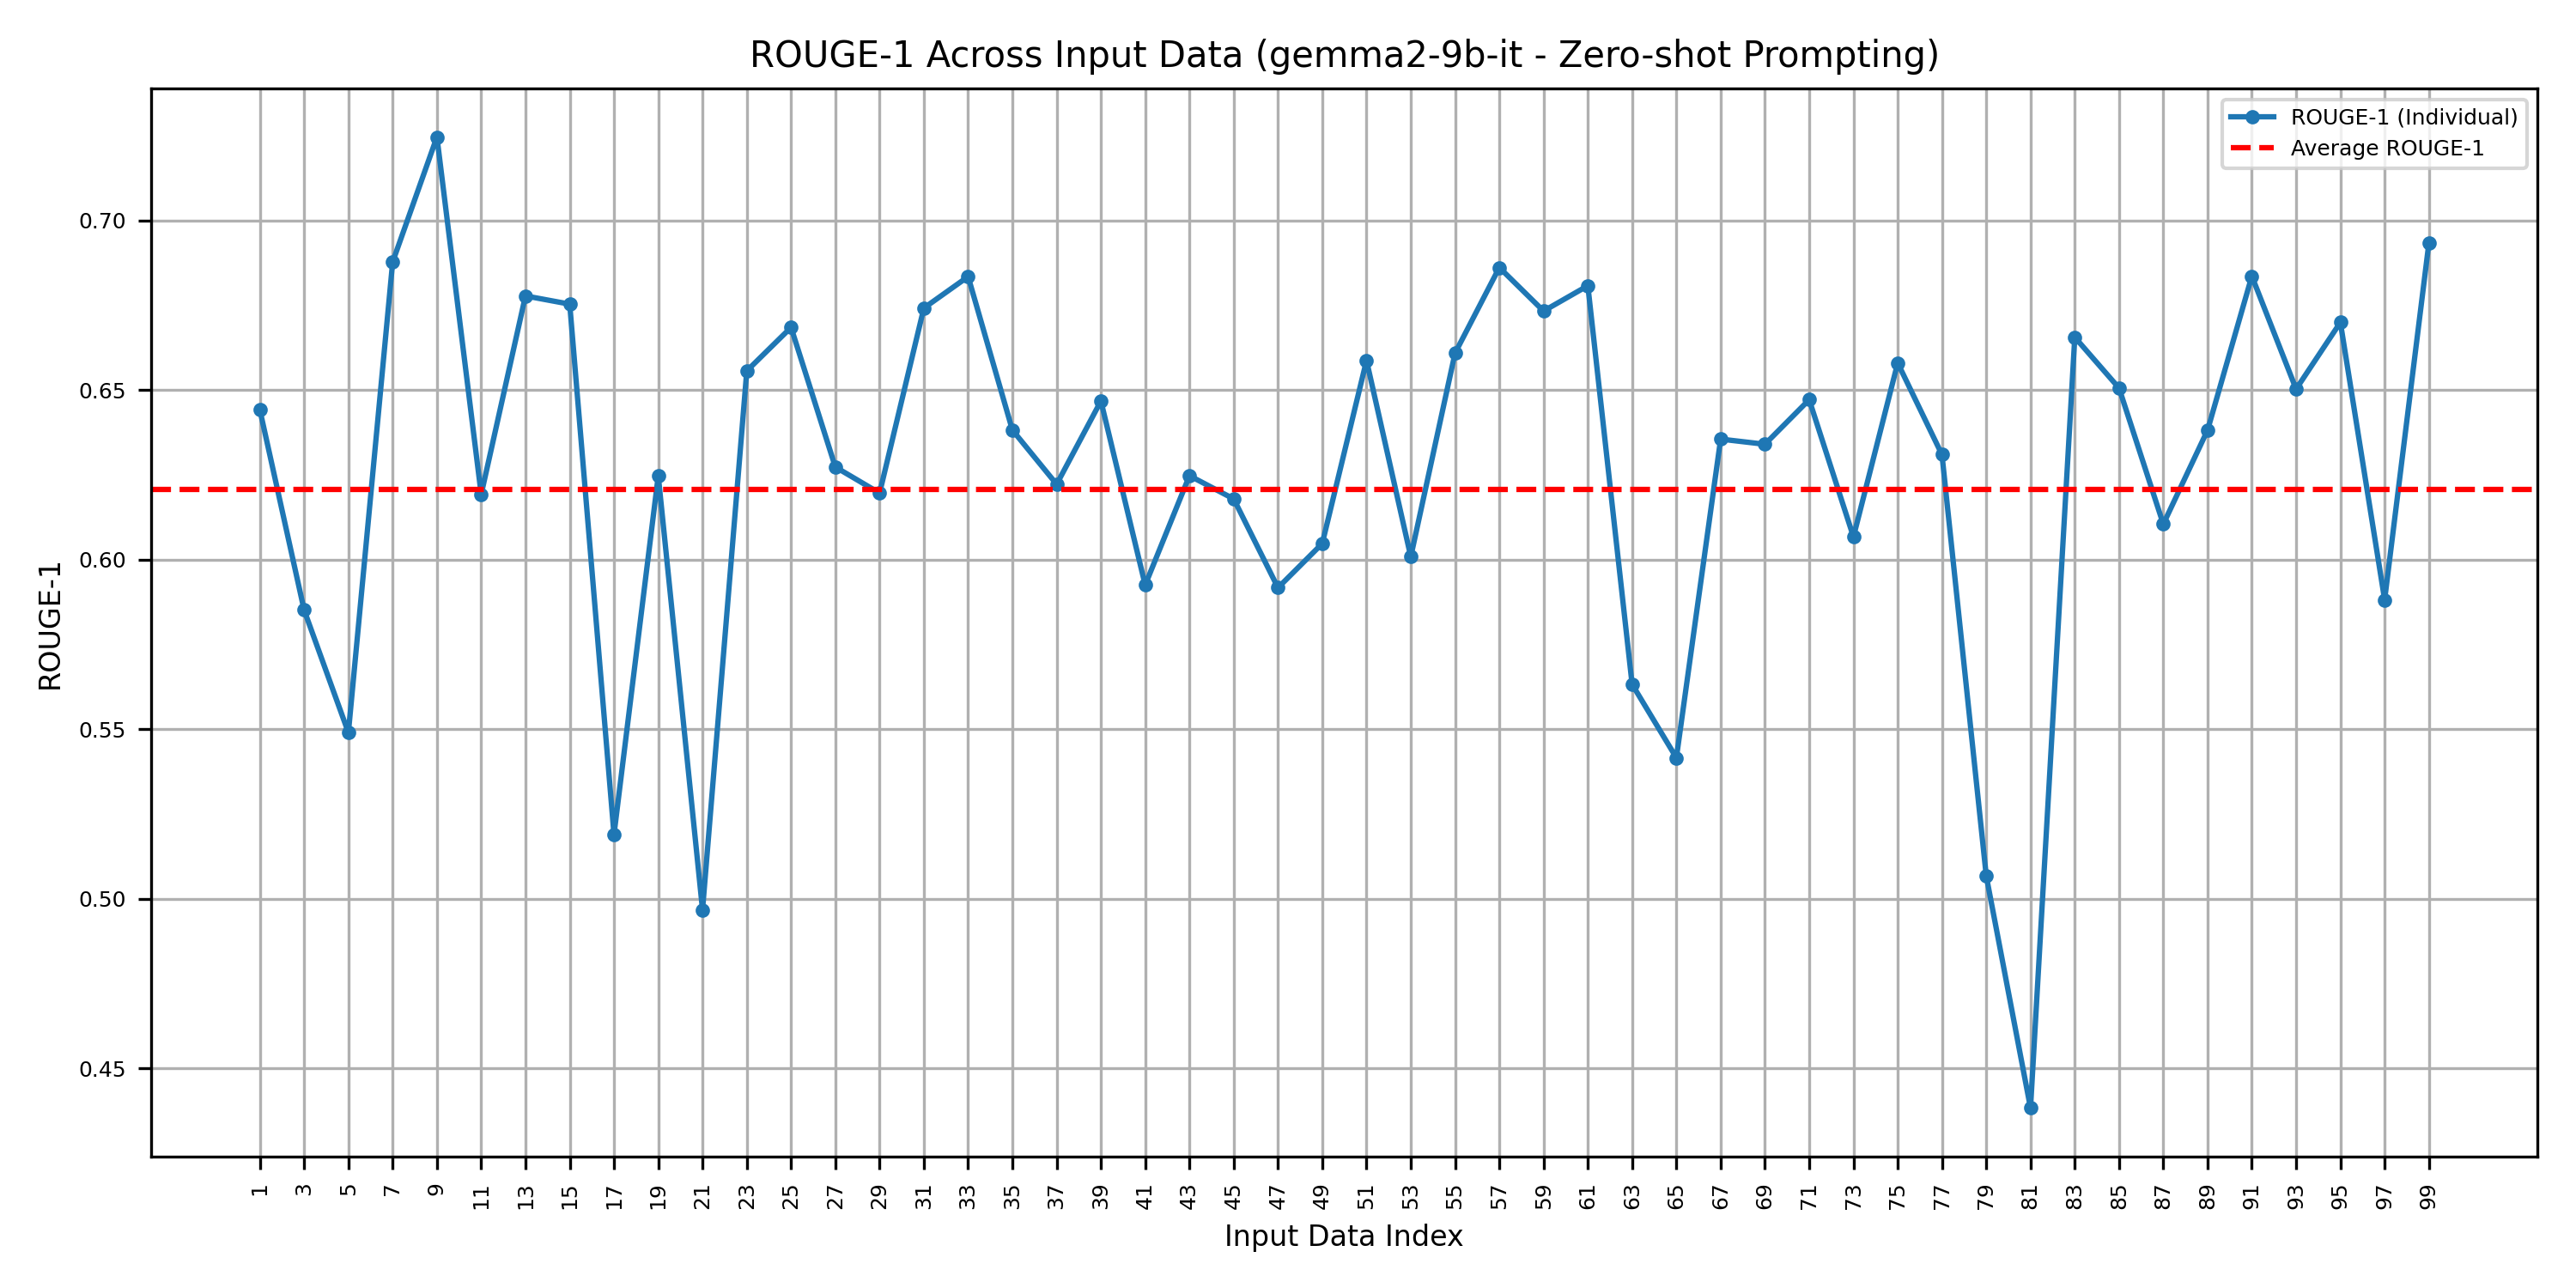 ROUGE-1 Across Input Data (gemma2-9b-it - Zero-shot Prompting)
ROUGE-1 (Individual)
Average ROUGE-1
0.70
0.65
0.60
0.55
0.50
0.45
ROUGE-1
1 3 5 7 9 11 13 15 17 19 21 23 25 27 29 31 33 35 37 39 41 43 45 47 49 51 53 55 57 59 61 63 65 67 69 71 73 75 77 79 81 83 85 87 89 91 93 95 97 99
Input Data Index